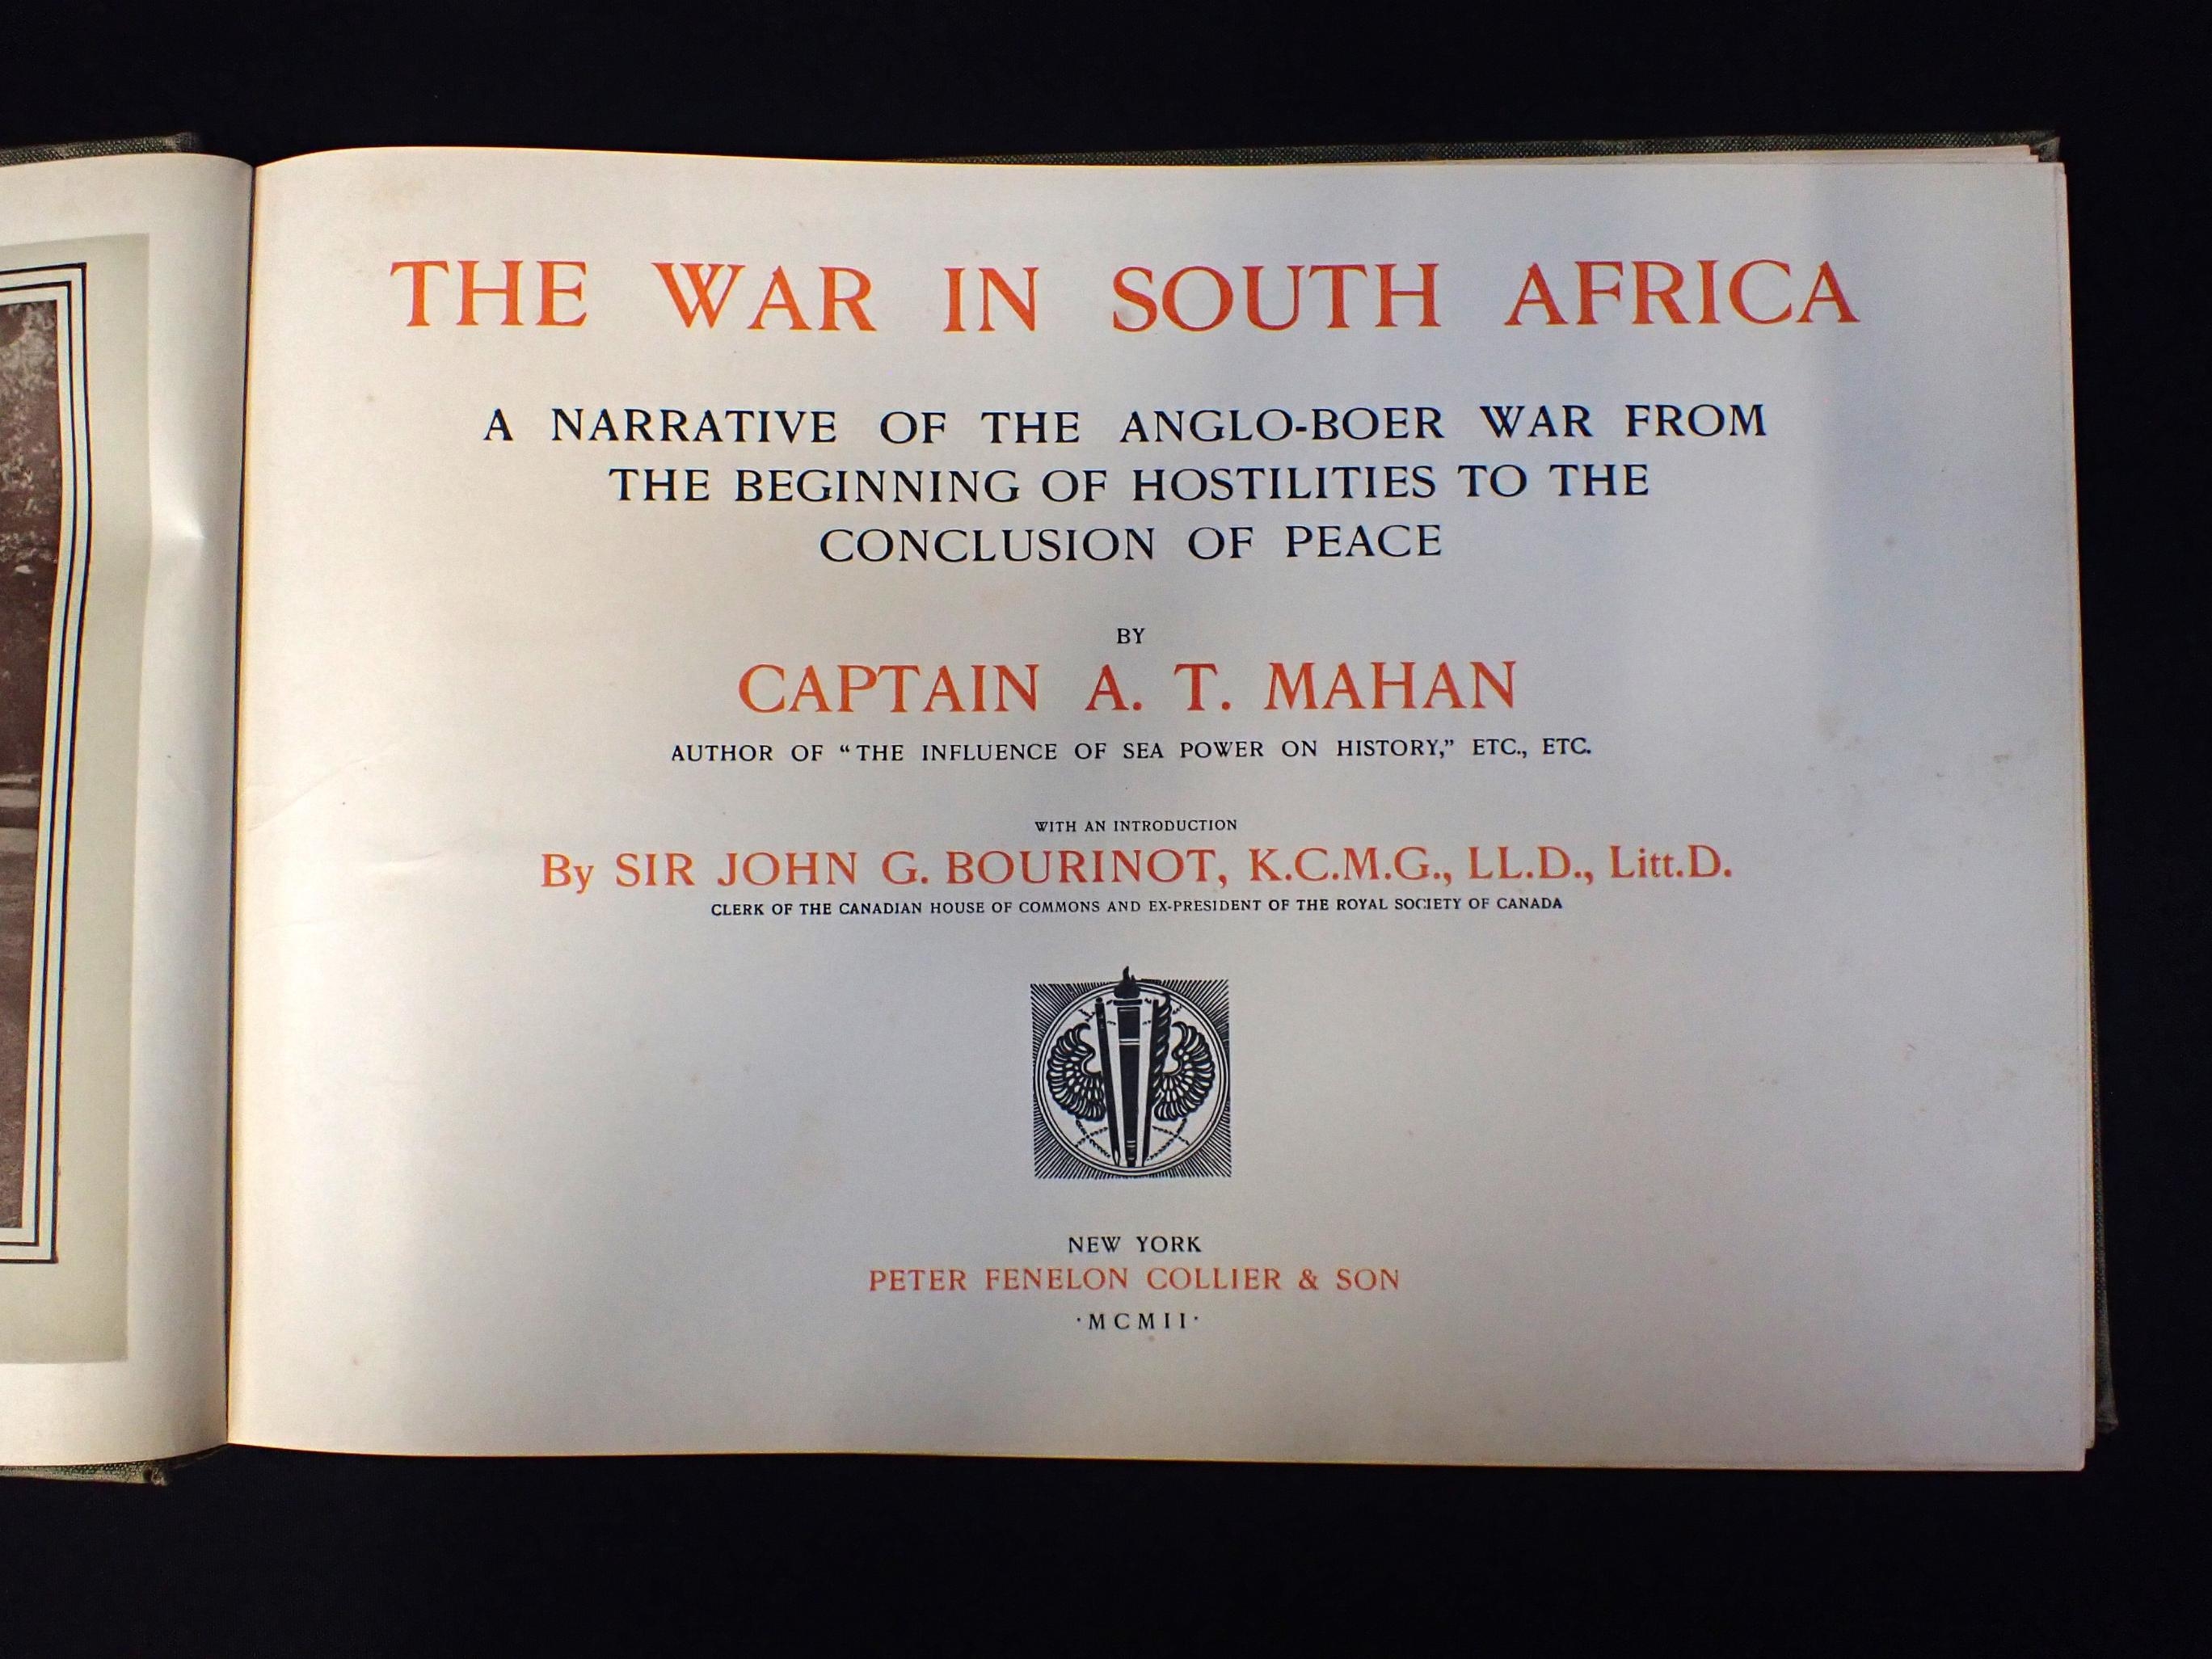 THE WAR IN SOUTH AFRICA
A NARRATIVE OF THE ANGLO-BOER WAR FROM
THE BEGINNING OF HOSTILITIES TO THE
CONCLUSION OF PEACE
BY
CAPTAIN A. T. MAHAN
AUTHOR OF “THE INFLUENCE OF SEA POWER ON HISTORY,” ETC., ETC.
WITH AN INTRODUCTION
By SIR JOHN G. BOURINOT, K.C.M.G., LL.D., Litt.D.
CLERK OF THE CANADIAN HOUSE OF COMMONS AND EX-PRESIDENT OF THE ROYAL SOCIETY OF CANADA
NEW YORK
PETER FENELON COLLIER & SON
·MCMII·